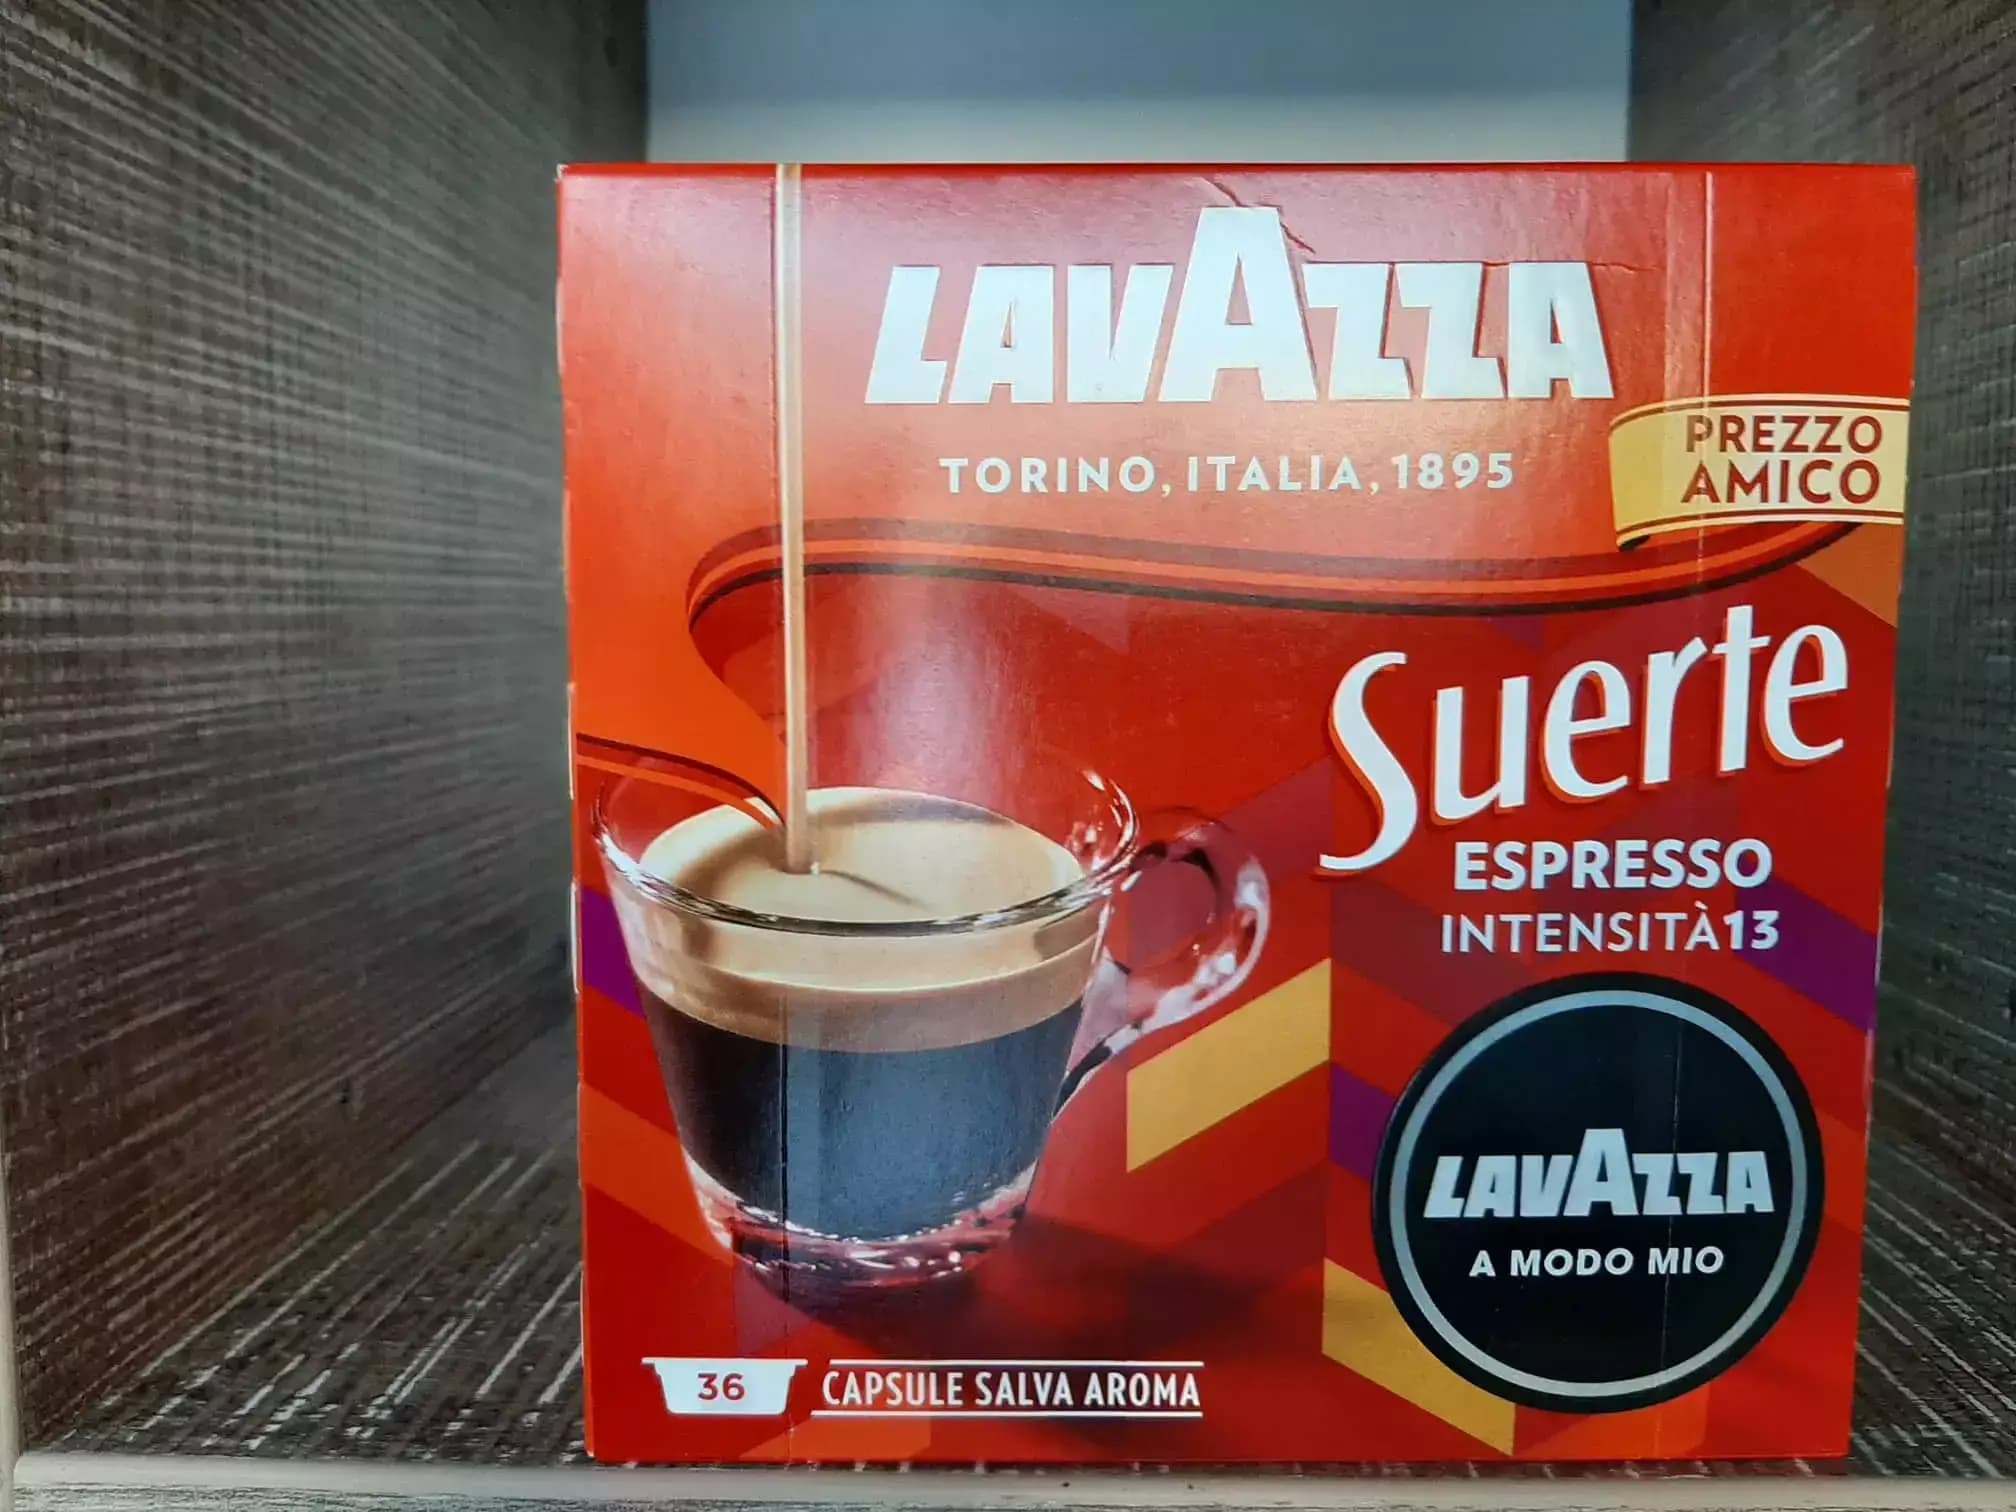 LAVAZZA
TORINO, ITALIA, 1895
PREZZO
AMICO
Suerte
ESPRESSO
INTENSITÀ13
LAVAZZA
A MODO MIO
36 CAPSULE SALVA AROMA